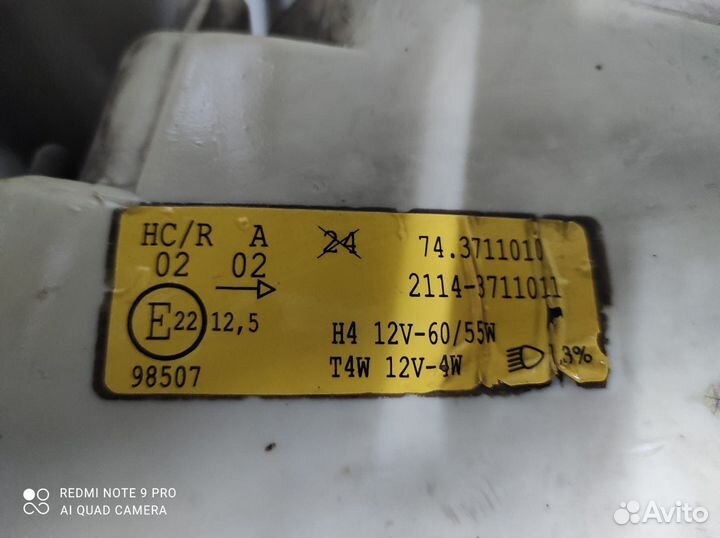 HC/R A 24 74.3711010
02 02 2114-3711011
E22 12,5 H4 12V-60/55W
98507 T4W 12V-4W 1,3%
REDMI NOTE 9 PRO
AI QUAD CAMERA
Avito